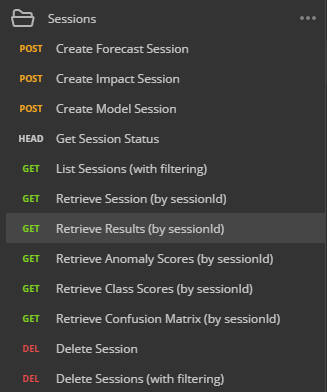 Sessions
POST Create Forecast Session
POST Create Impact Session
POST Create Model Session
HEAD Get Session Status
GET List Sessions (with filtering)
GET Retrieve Session (by sessionId)
GET Retrieve Results (by sessionId)
GET Retrieve Anomaly Scores (by sessionId)
GET Retrieve Class Scores (by sessionId)
GET Retrieve Confusion Matrix (by sessionId)
DEL Delete Session
DEL Delete Sessions (with filtering)